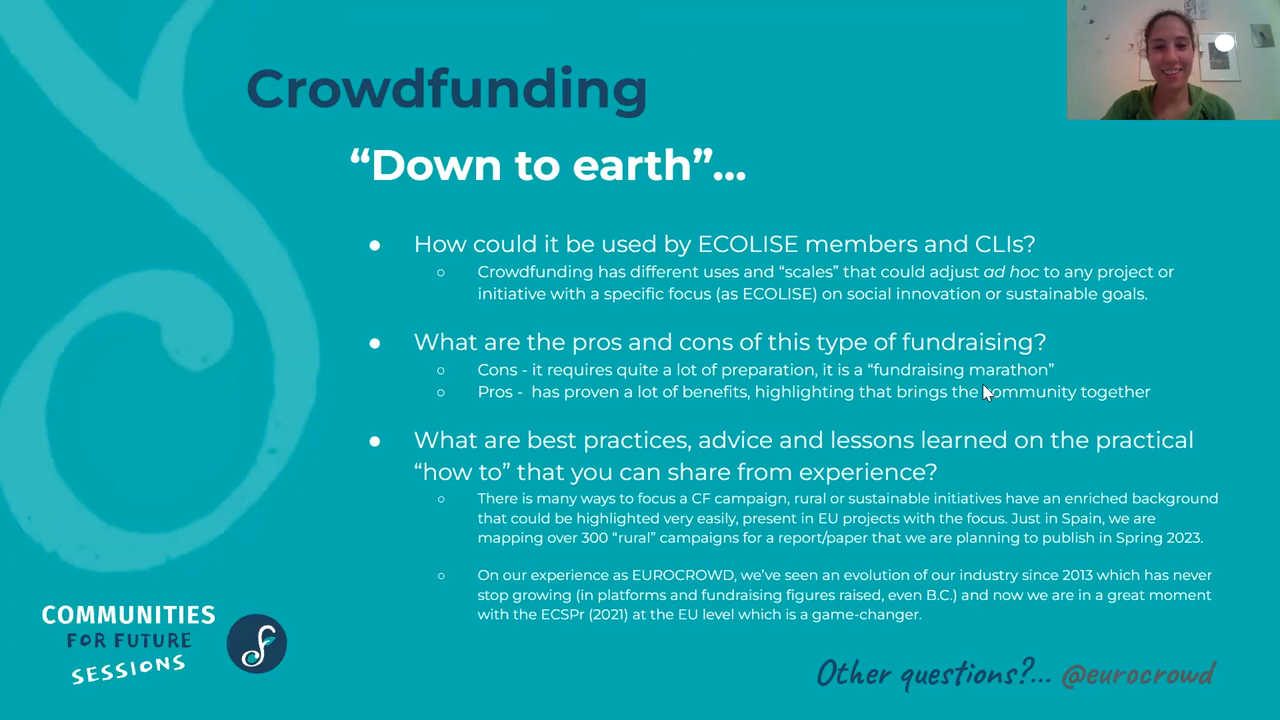 Crowdfunding
“Down to earth”...
● How could it be used by ECOLISE members and CLIs?
○ Crowdfunding has different uses and “scales” that could adjust ad hoc to any project or
initiative with a specific focus (as ECOLISE) on social innovation or sustainable goals.
● What are the pros and cons of this type of fundraising?
○ Cons - it requires quite a lot of preparation, it is a “fundraising marathon”
○ Pros - has proven a lot of benefits, highlighting that brings the community together
● What are best practices, advice and lessons learned on the practical
“how to” that you can share from experience?
○ There is many ways to focus a CF campaign, rural or sustainable initiatives have an enriched background
that could be highlighted very easily, present in EU projects with the focus. Just in Spain, we are
mapping over 300 “rural” campaigns for a report/paper that we are planning to publish in Spring 2023.
○ On our experience as EUROCROWD, we’ve seen an evolution of our industry since 2013 which has never
stop growing (in platforms and fundraising figures raised, even B.C.) and now we are in a great moment
with the ECSPr (2021) at the EU level which is a game-changer.
COMMUNITIES
FOR FUTURE
SESSIONS
Other questions?... @eurocrowd